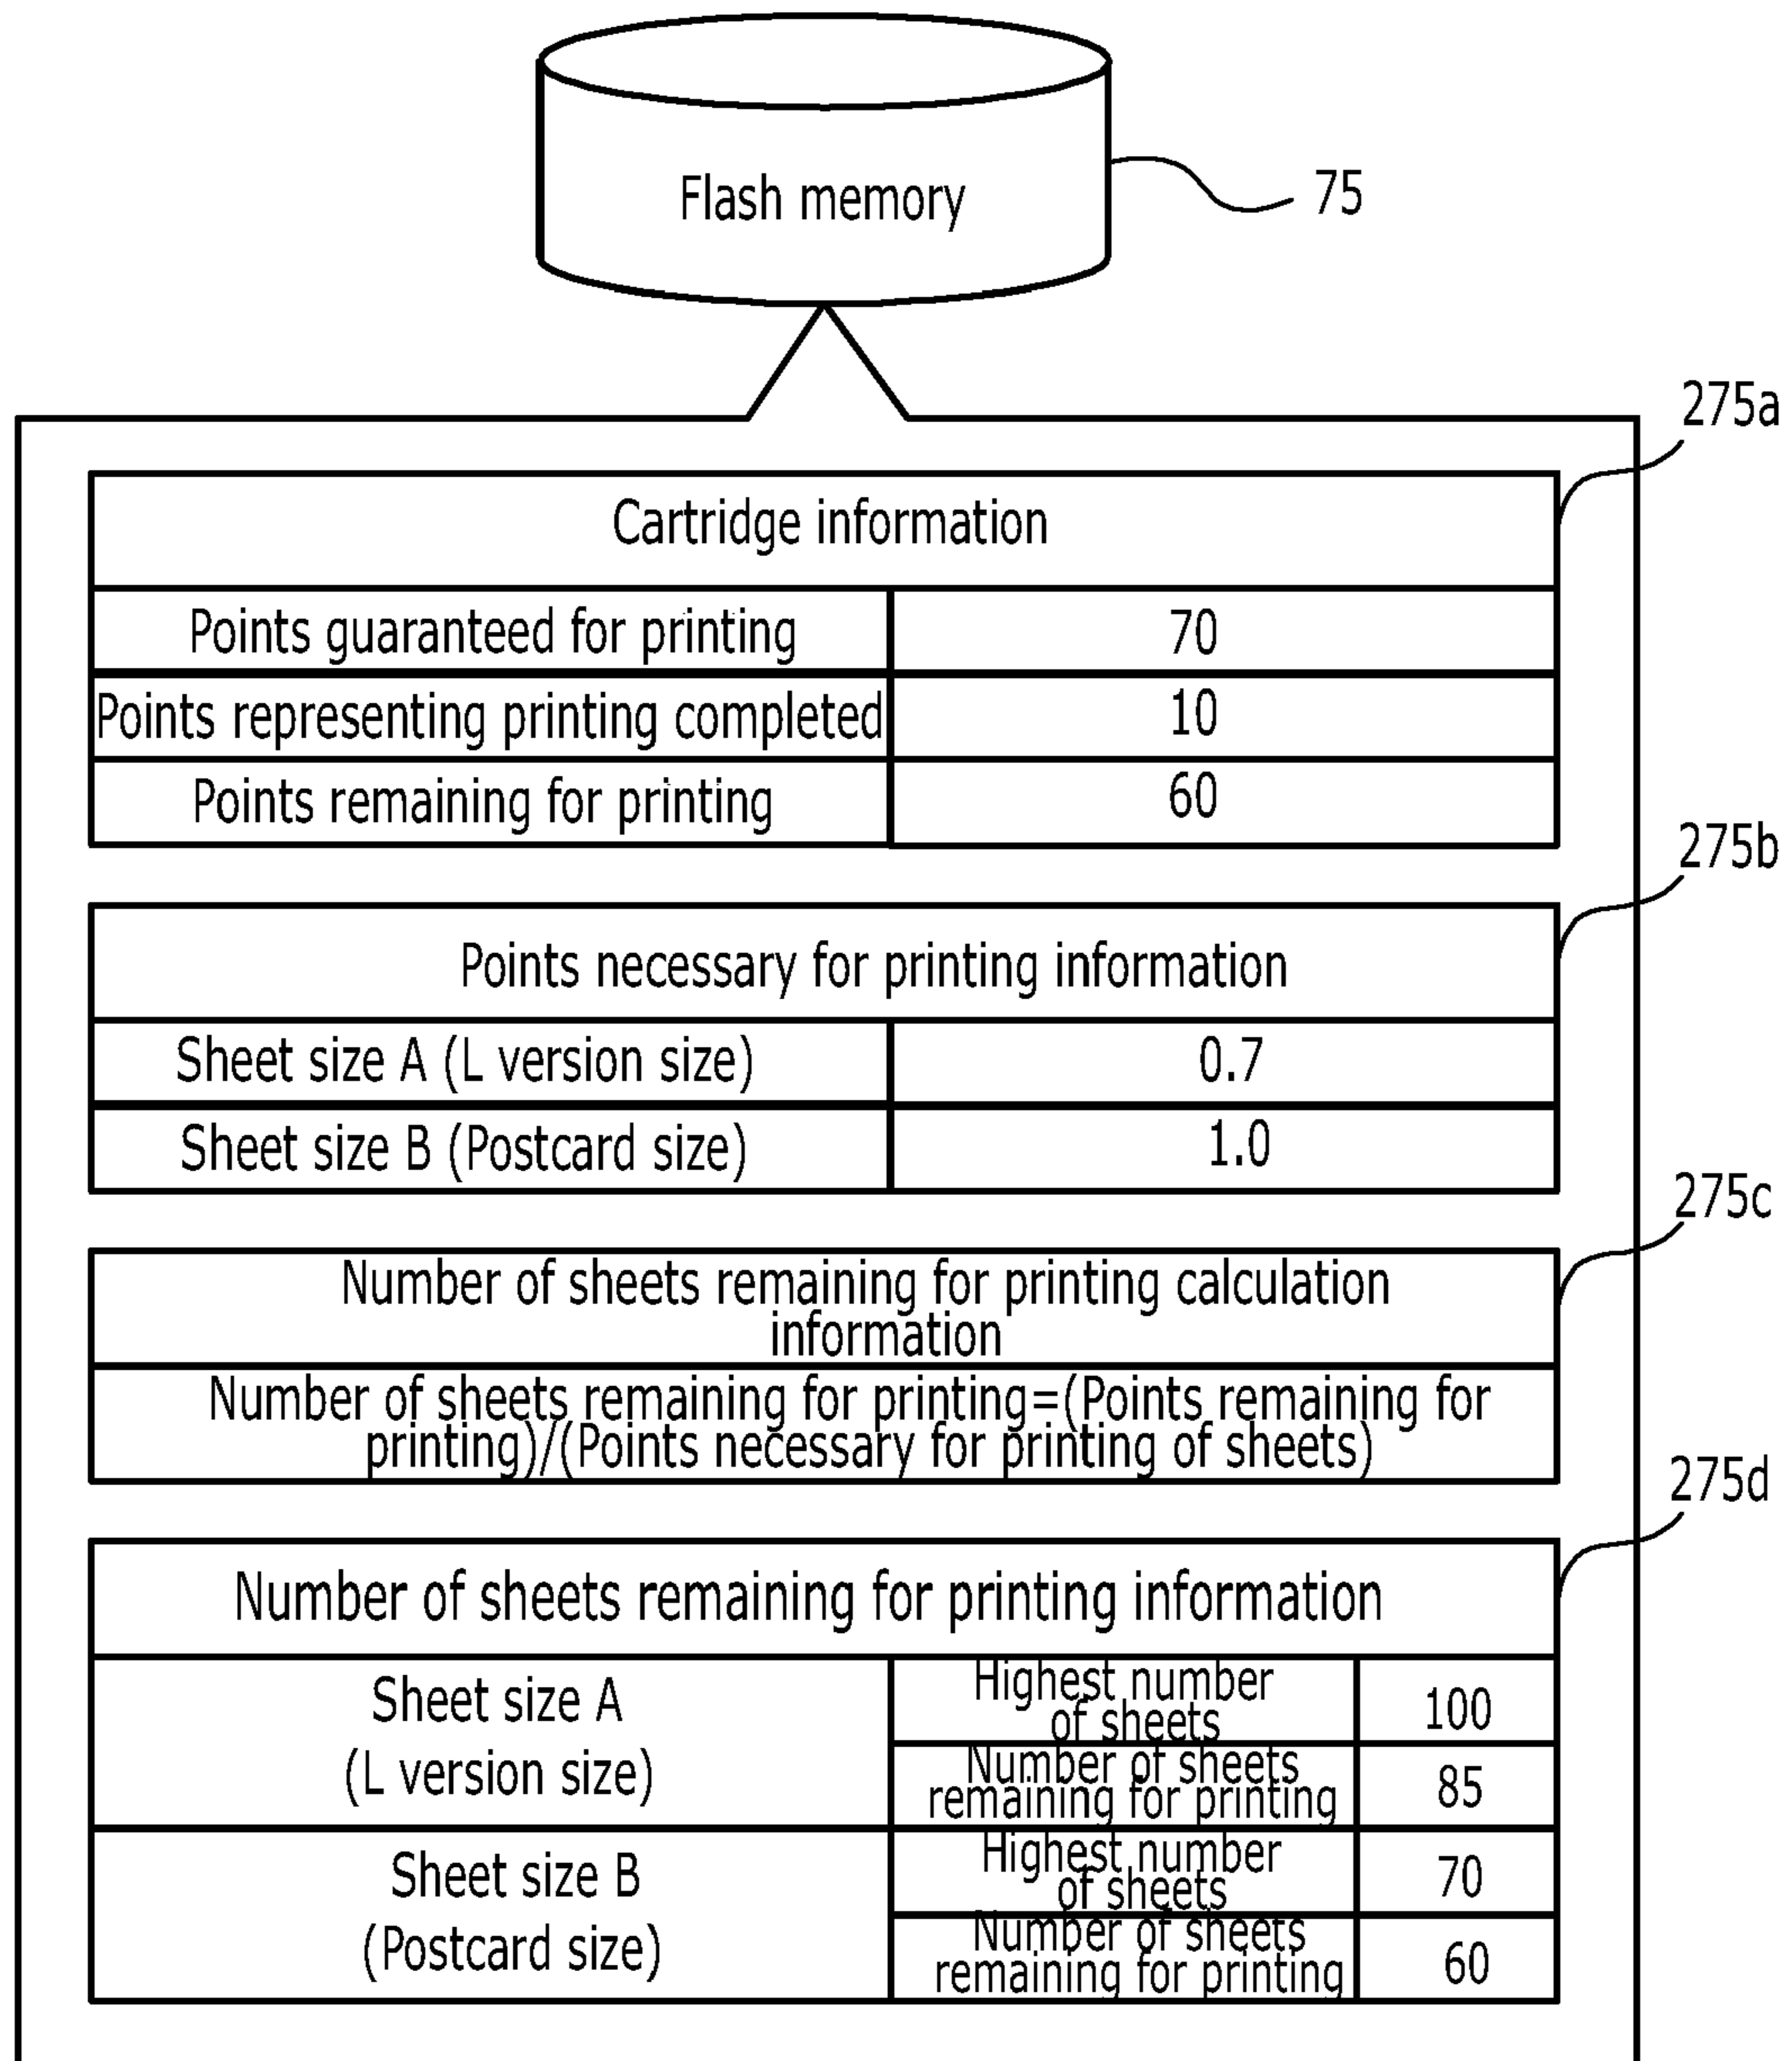 Flash memory
75
275a
Cartridge information
Points guaranteed for printing
70
Points representing printing completed
10
Points remaining for printing
60
275b
Points necessary for printing information
Sheet size A (L version size)
0.7
Sheet size B (Postcard size)
1.0
275c
Number of sheets remaining for printing calculation
information
Number of sheets remaining for printing=(Points remaining for
printing)/(Points necessary for printing of sheets)
275d
Number of sheets remaining for printing information
Sheet size A
(L version size)
Highest number
of sheets
100
Number of sheets
remaining for printing
85
Sheet size B
(Postcard size)
Highest number
of sheets
70
Number of sheets
remaining for printing
60